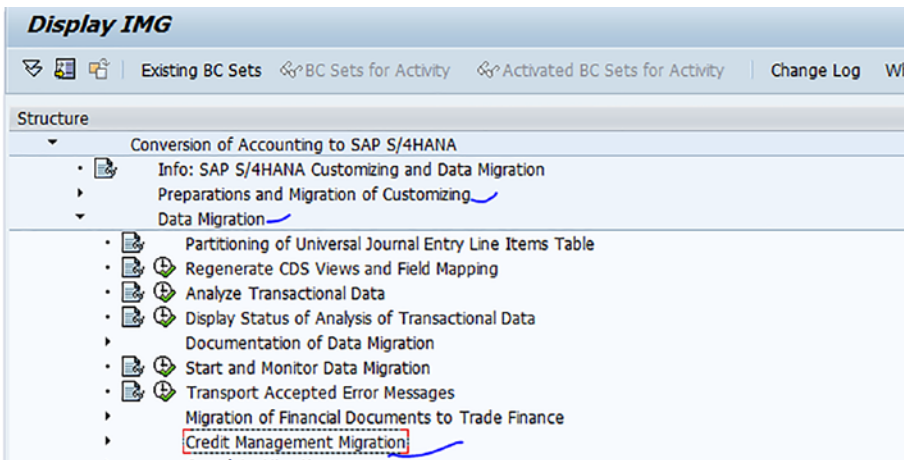 Display IMG
Existing BC Sets BC Sets for Activity Activated BC Sets for Activity Change Log
Structure
Conversion of Accounting to SAP S/4HANA
Info: SAP S/4HANA Customizing and Data Migration
Preparations and Migration of Customizing
Data Migration
Partitioning of Universal Journal Entry Line Items Table
Regenerate CDS Views and Field Mapping
Analyze Transactional Data
Display Status of Analysis of Transactional Data
Documentation of Data Migration
Start and Monitor Data Migration
Transport Accepted Error Messages
Migration of Financial Documents to Trade Finance
Credit Management Migration